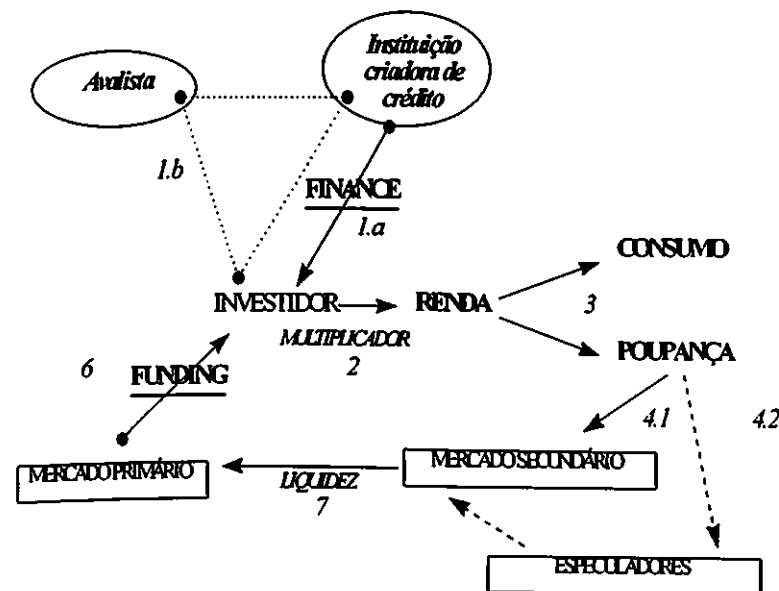 Avalista
Instituição
criadora de
crédito
1.b
FINANCE
1.a
CONSUMO
INVESTIDOR
RENDA
3
MULTIPLICADOR
2
POUPANÇA
6
FUNDING
4.1
4.2
MERCADO PRIMÁRIO
LIQUIDEZ
7
MERCADO SECUNDÁRIO
ESPECULADORES